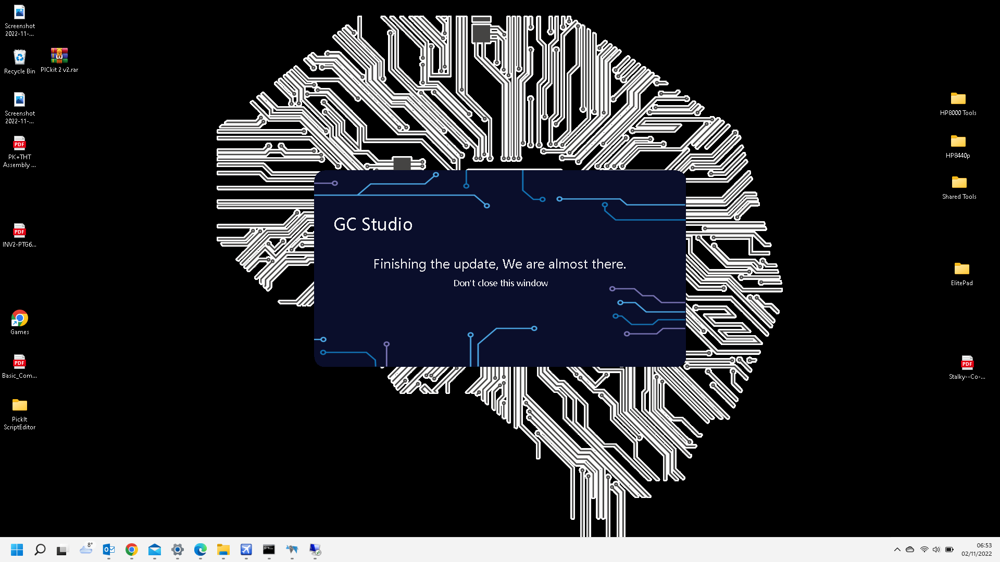 Screenshot
2022-11-...
Recycle Bin
PICkit 2 v2.rar
Screenshot
2022-11-...
PK+THT
Assembly ...
INV2-PTG6...
Games
Basic_Com...
PickIt
ScriptEditor
GC Studio
Finishing the update, We are almost there.
Don't close this window
HP8000 Tools
HP8440p
Shared Tools
ElitePad
Stalky--Co-...
PDF
PDF
PDF
PDF
8°
06:53
02/11/2022